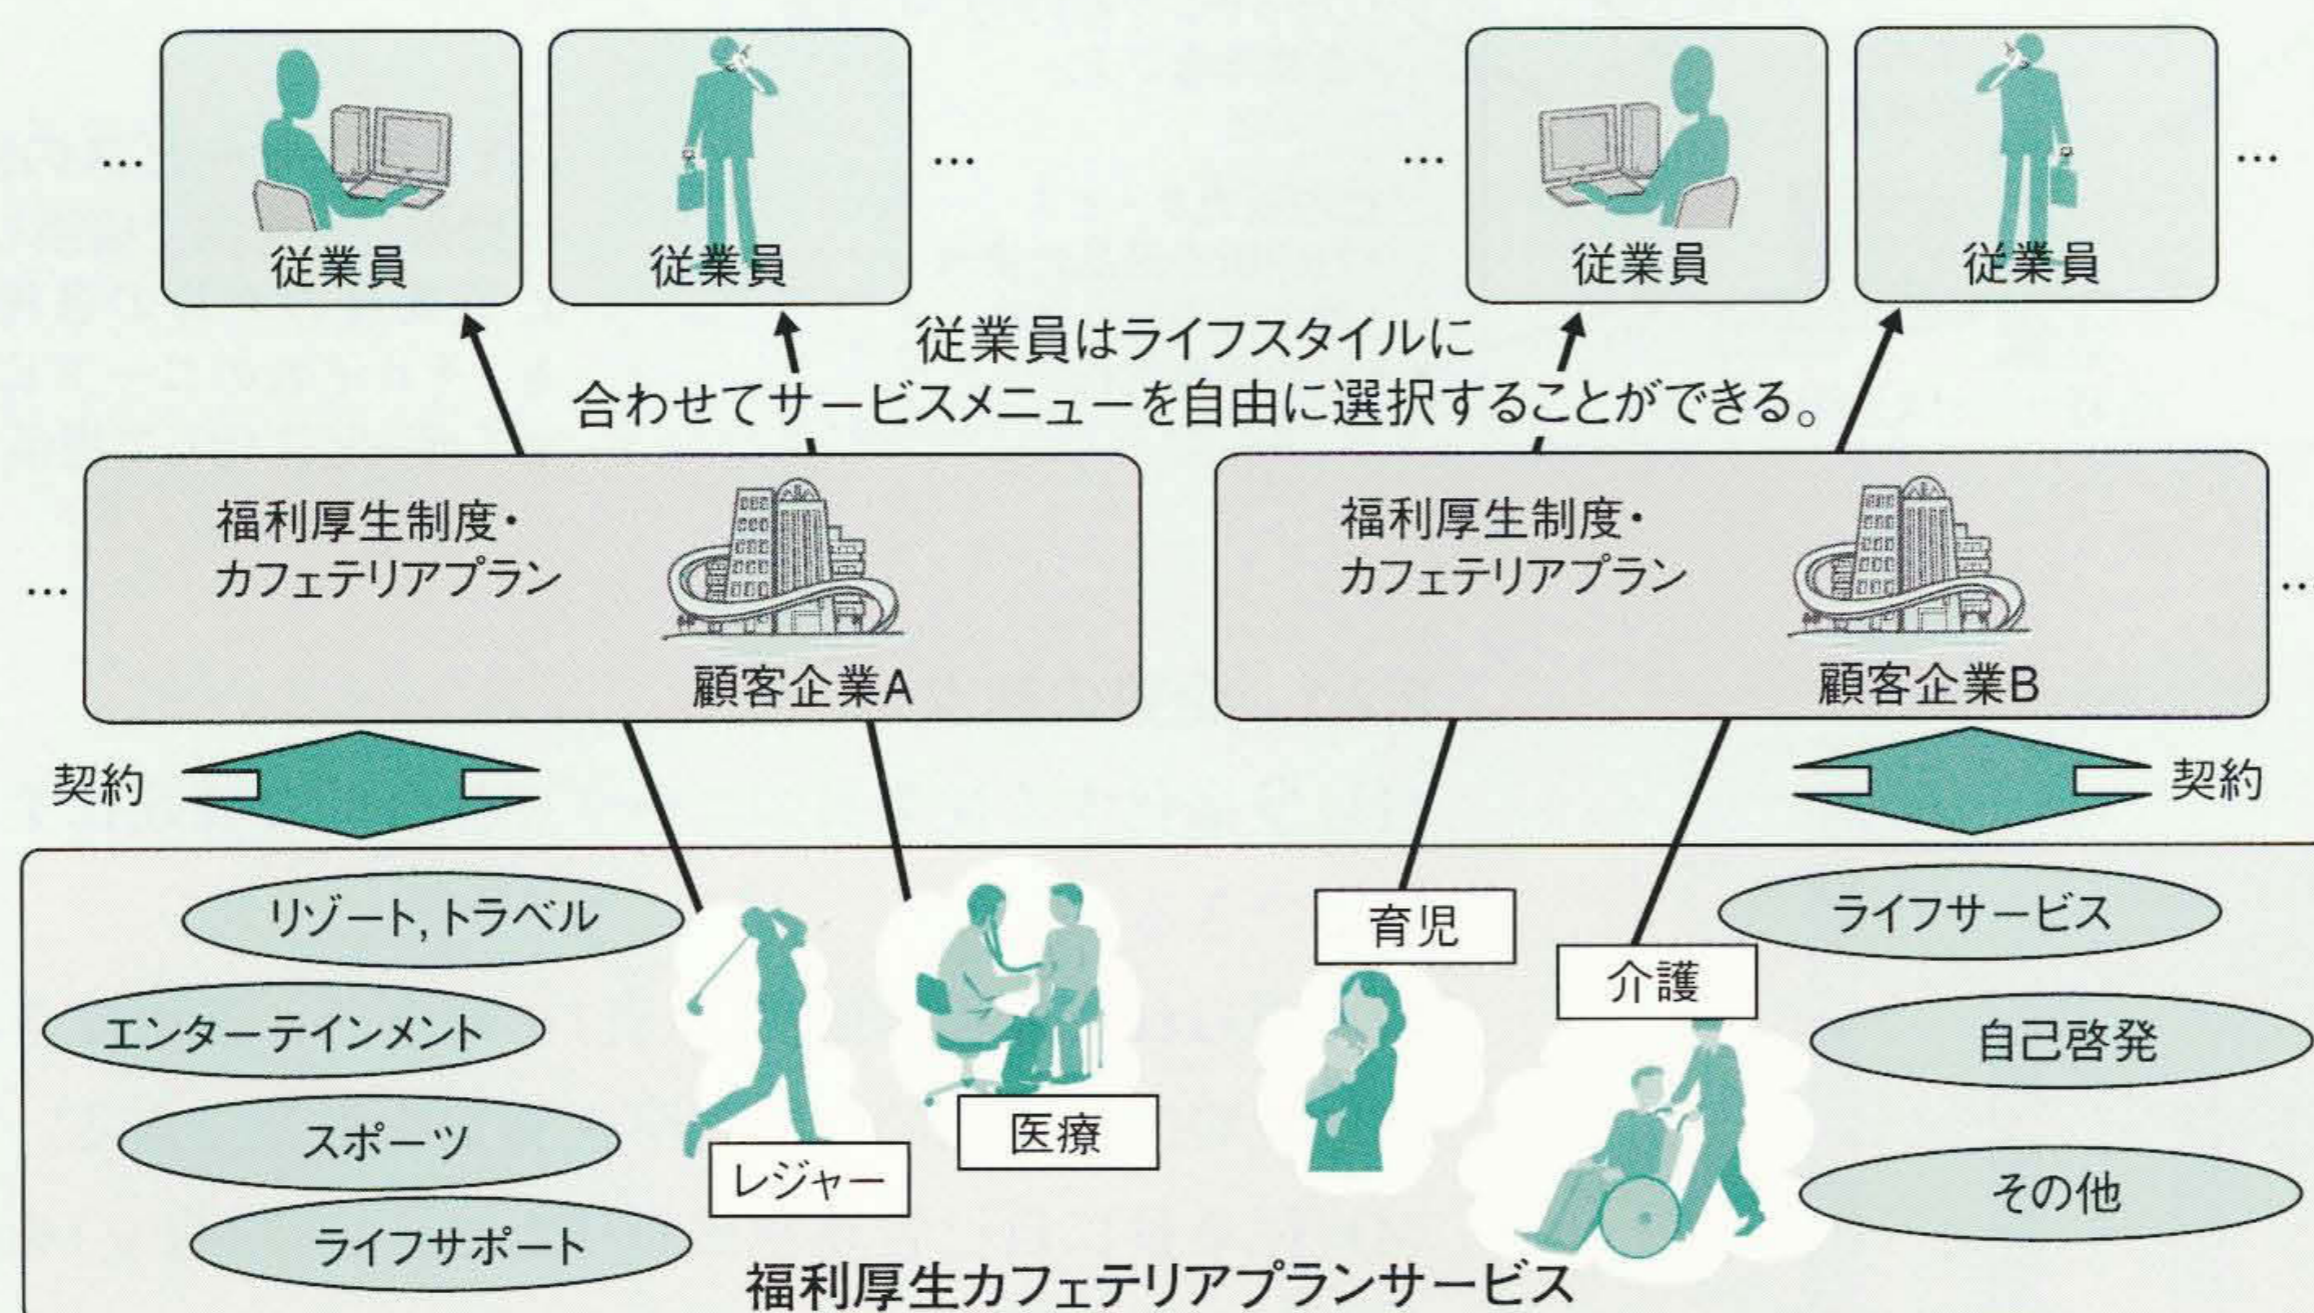 …
従業員
従業員
…
…
従業員
従業員
…
従業員はライフスタイルに
合わせてサービスメニューを自由に選択することができる。
…
福利厚生制度・
カフェテリアプラン
顧客企業A
福利厚生制度・
カフェテリアプラン
顧客企業B
…
契約
契約
リゾート,トラベル
エンターテインメント
スポーツ
ライフサポート
レジャー
医療
育児
介護
ライフサービス
自己啓発
その他
福利厚生カフェテリアプランサービス